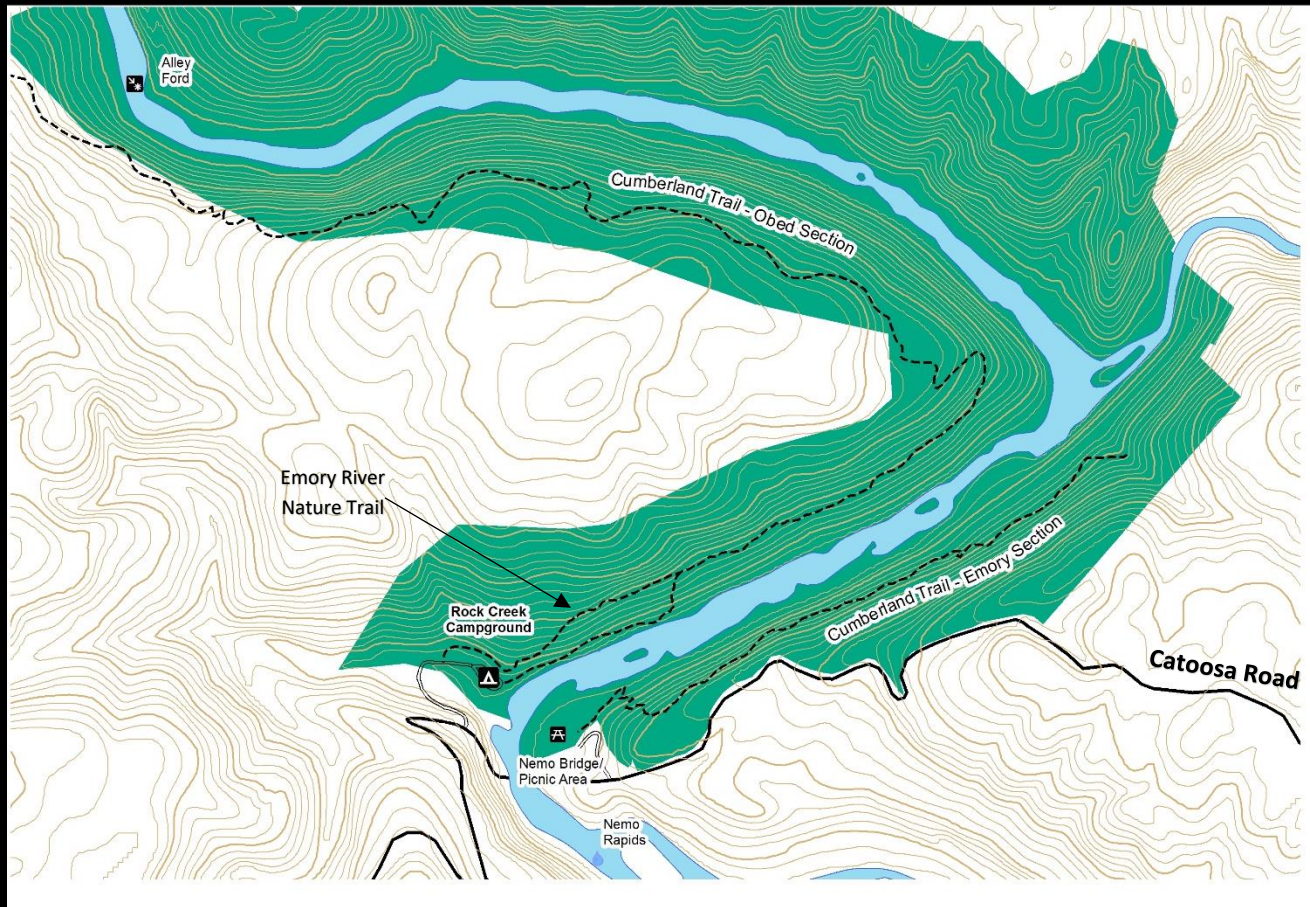 Alley
Ford
Cumberland Trail - Obed Section
Emory River
Nature Trail
Rock Creek
Campground
Cumberland Trail - Emory Section
Catoosa Road
Nemo Bridge/
Picnic Area
Nemo
Rapids